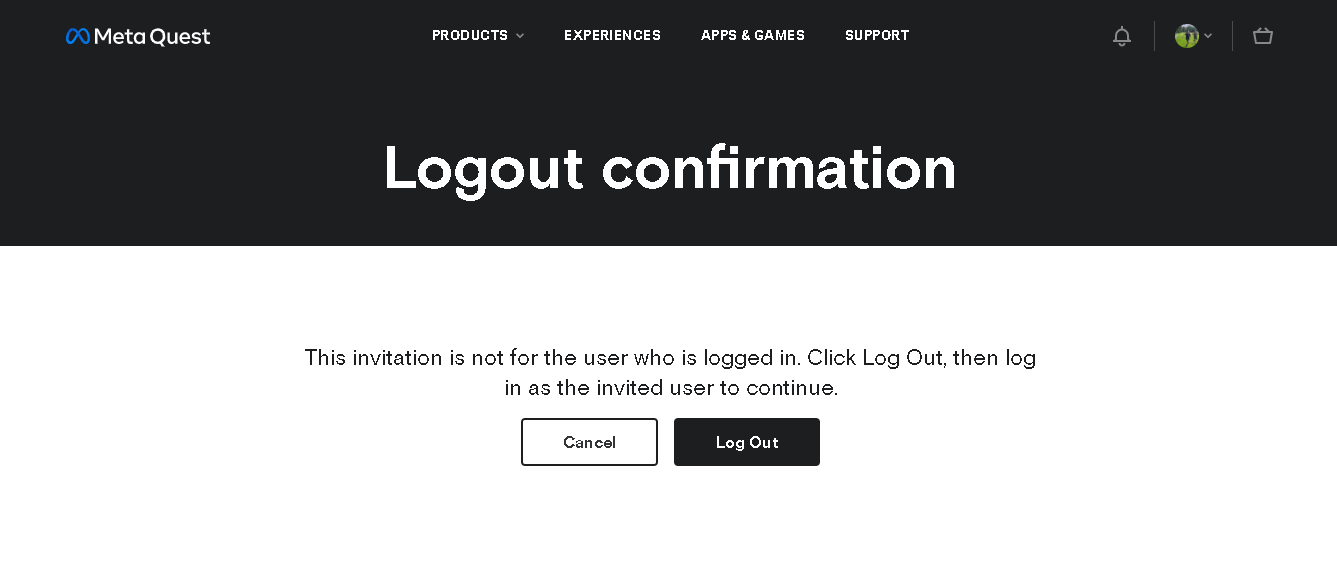 Meta Quest
PRODUCTS
EXPERIENCES
APPS & GAMES
SUPPORT
Logout confirmation
This invitation is not for the user who is logged in. Click Log Out, then log
in as the invited user to continue.
Cancel
Log Out